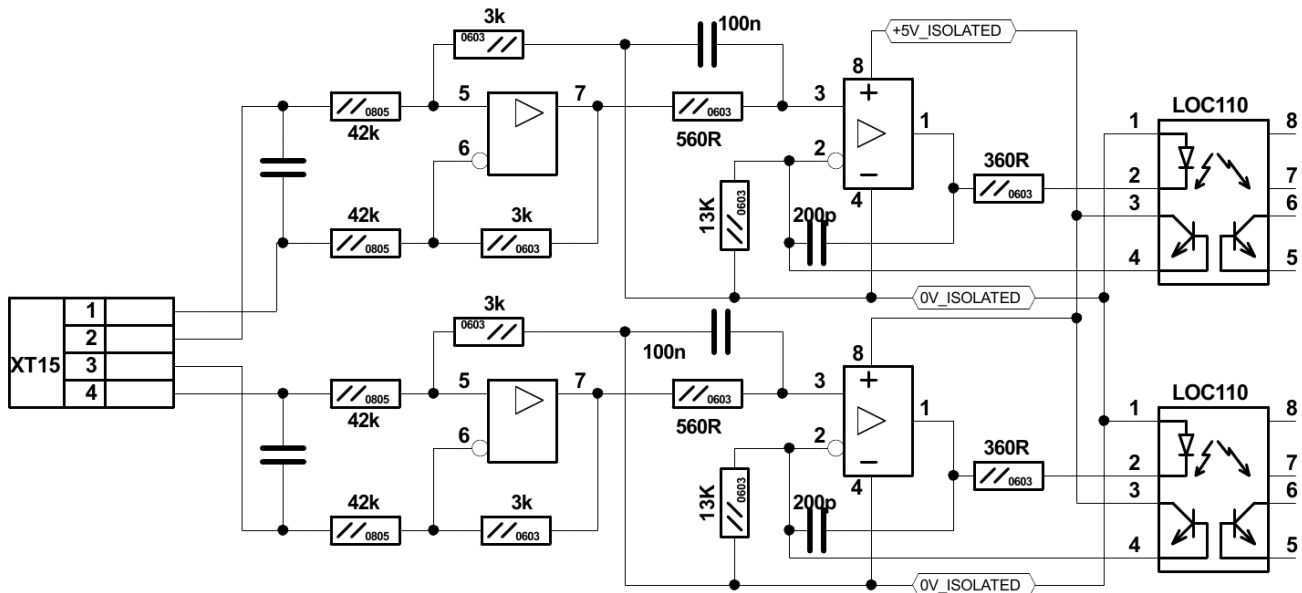 3k
0603
100n
+5V_ISOLATED
8
LOC110
0805
42k
5
7
6
0603
560R
3
+
2
−
4
1
360R
0603
1
8
2
7
3
6
4
5
42k
0805
3k
0603
13K
0603
200p
0V_ISOLATED
XT15
1
2
3
4
3k
0603
100n
8
LOC110
0805
42k
5
7
6
0603
560R
3
+
2
−
4
1
360R
0603
1
8
2
7
3
6
4
5
42k
0805
3k
0603
13K
0603
200p
0V_ISOLATED